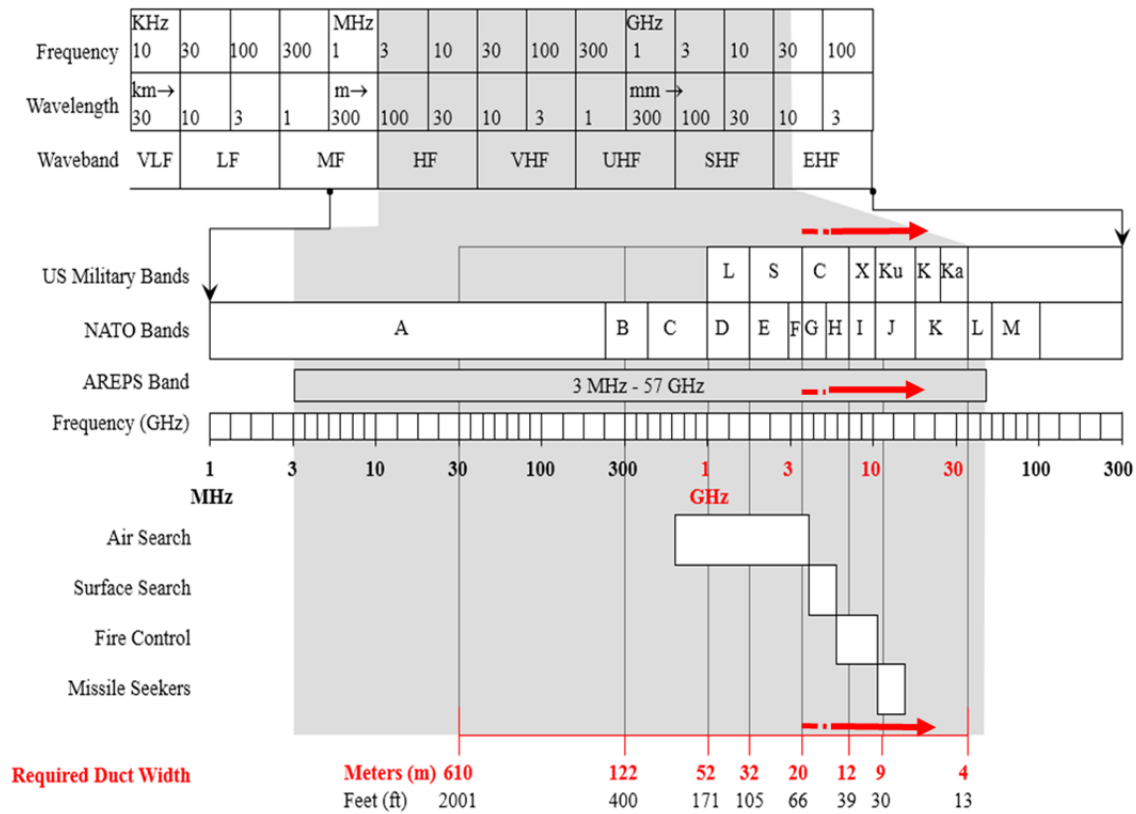 KHz MHz GHz
Frequency 10 30 100 300 1 3 10 30 100 300 1 3 10 30 100
km→ m→ mm →
Wavelength 30 10 3 1 300 100 30 10 3 1 300 100 30 10 3
Waveband VLF LF MF HF VHF UHF SHF EHF
US Military Bands L S C X Ku K Ka
NATO Bands A B C D E F G H I J K L M
AREPS Band 3 MHz - 57 GHz
Frequency (GHz)
1 3 10 30 100 300 1 3 10 30 100 300
MHz GHz
Air Search
Surface Search
Fire Control
Missile Seekers
Required Duct Width Meters (m) 610 122 52 32 20 12 9 4
Feet (ft) 2001 400 171 105 66 39 30 13